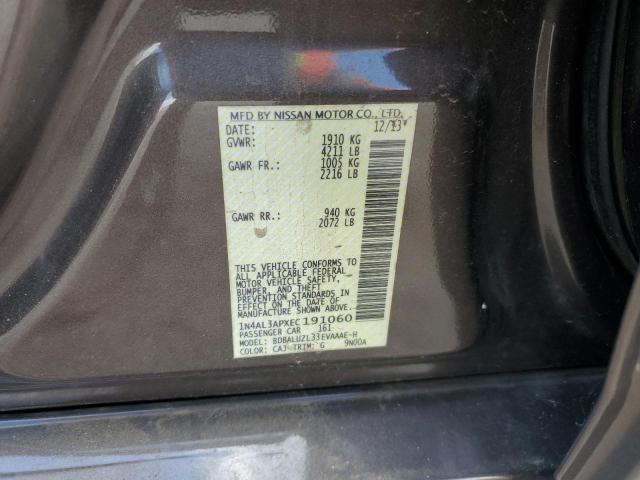 MFD BY NISSAN MOTOR CO., LTD.
DATE: 12/13
GVWR: 1910 KG
4211 LB
GAWR FR.: 1005 KG
2216 LB
GAWR RR.: 940 KG
2072 LB
THIS VEHICLE CONFORMS TO
ALL APPLICABLE FEDERAL
MOTOR VEHICLE SAFETY,
BUMPER, AND THEFT
PREVENTION STANDARDS IN
EFFECT ON THE DATE OF
MANUFACTURE SHOWN ABOVE.
1N4AL3APXEC191060
PASSENGER CAR 161
MODEL: BDBALUZL33EVAAAE-H
COLOR: CAJ TRIM: G 9N00A